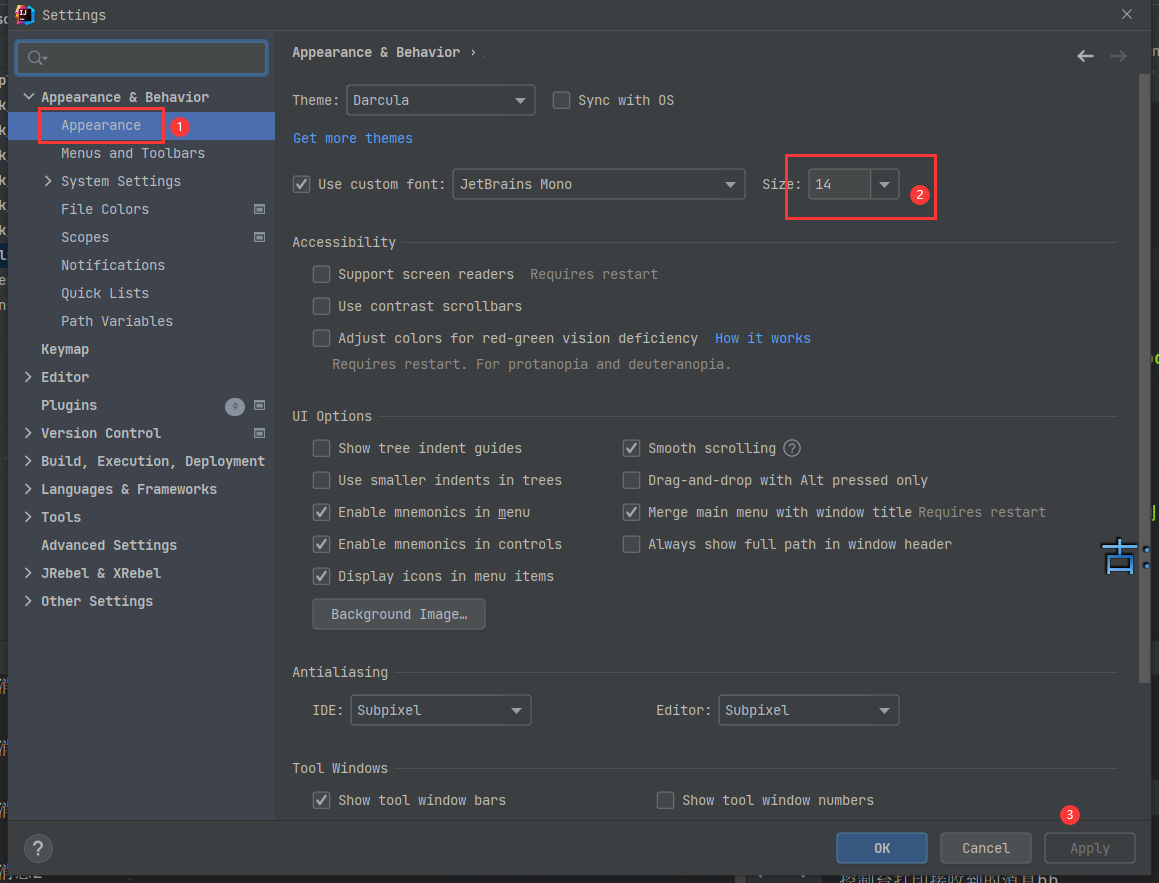 Settings
Appearance & Behavior ›
Appearance & Behavior
Appearance 1
Menus and Toolbars
System Settings
File Colors
Scopes
Notifications
Quick Lists
Path Variables
Keymap
Editor
Plugins
Version Control
Build, Execution, Deployment
Languages & Frameworks
Tools
Advanced Settings
JRebel & XRebel
Other Settings
Theme: Darcula Sync with OS
Get more themes
Use custom font: JetBrains Mono Size: 14 2
Accessibility
Support screen readers Requires restart
Use contrast scrollbars
Adjust colors for red-green vision deficiency How it works
Requires restart. For protanopia and deuteranopia.
UI Options
Show tree indent guides Smooth scrolling ?
Use smaller indents in trees Drag-and-drop with Alt pressed only
Enable mnemonics in menu Merge main menu with window title Requires restart
Enable mnemonics in controls Always show full path in window header
Display icons in menu items
Background Image…
Antialiasing
IDE: Subpixel Editor: Subpixel
Tool Windows
Show tool window bars Show tool window numbers
3
? OK Cancel Apply
古: